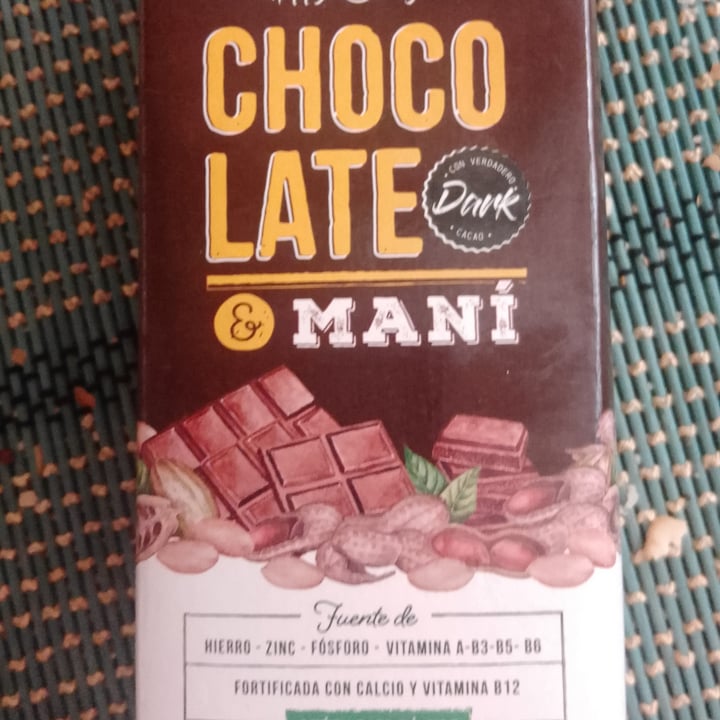 CHOCO
LATE
CON VERDADERO
Dark
CACAO
& MANÍ
Fuente de
HIERRO - ZINC - FÓSFORO - VITAMINA A-B3-B5- B6
FORTIFICADA CON CALCIO Y VITAMINA B12